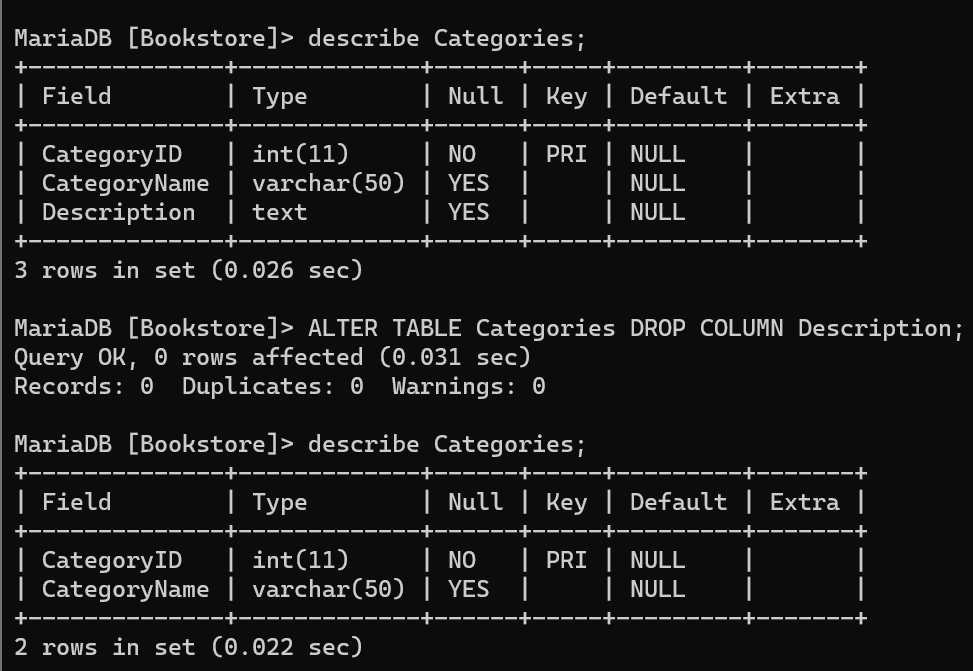 MariaDB [Bookstore]> describe Categories;
+--------------+-------------+------+-----+---------+-------+
| Field        | Type        | Null | Key | Default | Extra |
+--------------+-------------+------+-----+---------+-------+
| CategoryID   | int(11)     | NO   | PRI | NULL    |       |
| CategoryName | varchar(50) | YES  |     | NULL    |       |
| Description  | text        | YES  |     | NULL    |       |
+--------------+-------------+------+-----+---------+-------+
3 rows in set (0.026 sec)
MariaDB [Bookstore]> ALTER TABLE Categories DROP COLUMN Description;
Query OK, 0 rows affected (0.031 sec)
Records: 0  Duplicates: 0  Warnings: 0
MariaDB [Bookstore]> describe Categories;
+--------------+-------------+------+-----+---------+-------+
| Field        | Type        | Null | Key | Default | Extra |
+--------------+-------------+------+-----+---------+-------+
| CategoryID   | int(11)     | NO   | PRI | NULL    |       |
| CategoryName | varchar(50) | YES  |     | NULL    |       |
+--------------+-------------+------+-----+---------+-------+
2 rows in set (0.022 sec)